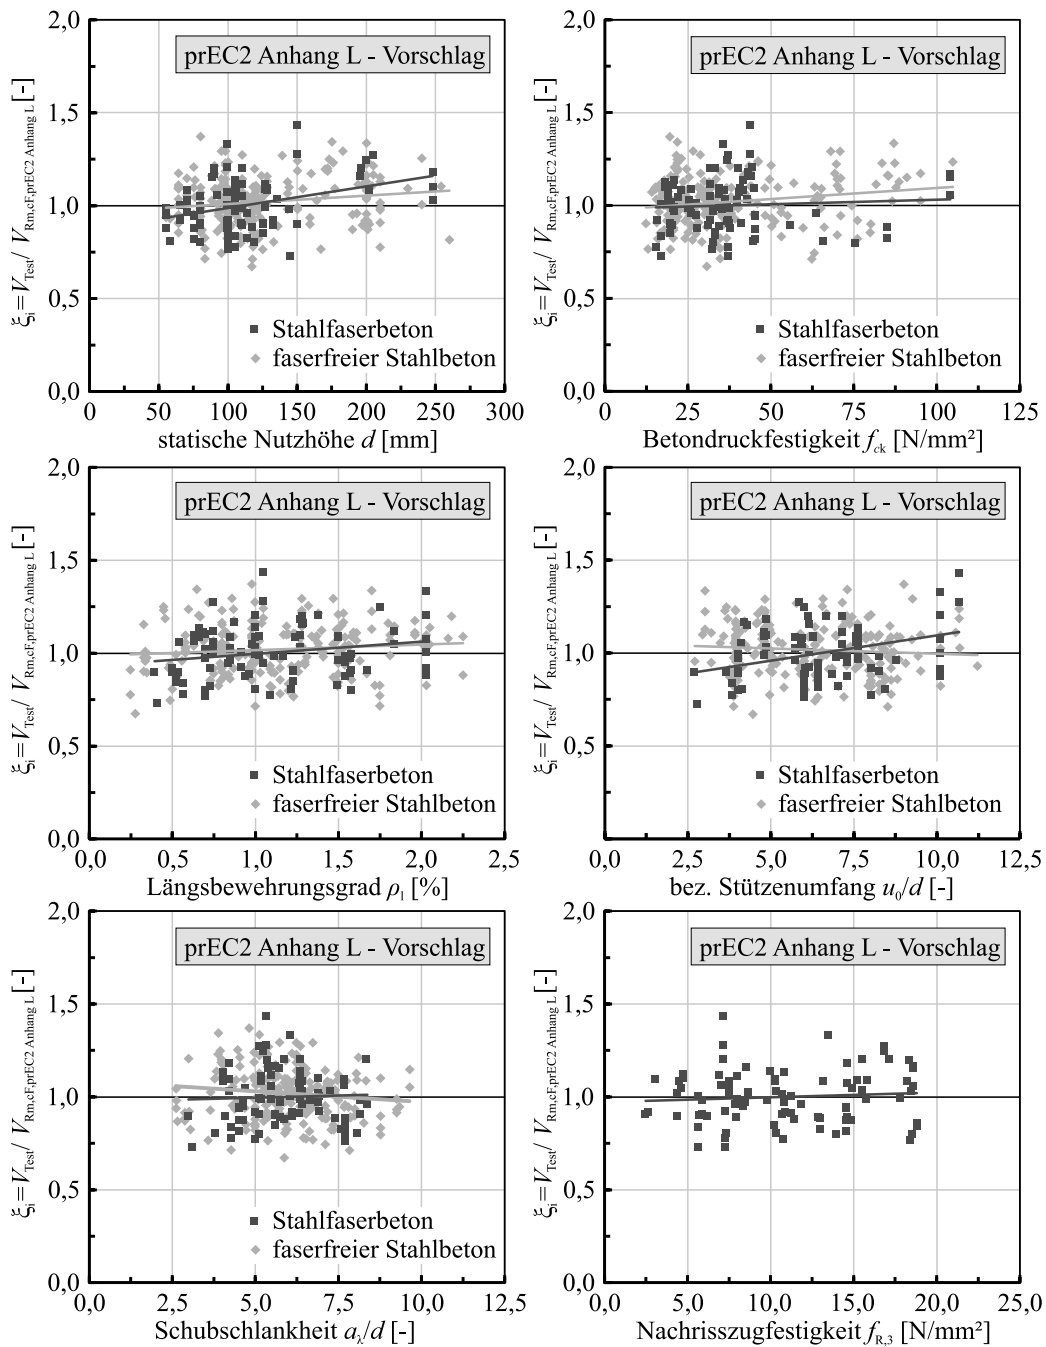 2,0
1,5
1,0
0,5
0,0
ξi = VTest / VRm,cF,prEC2 Anhang L [-]
prEC2 Anhang L - Vorschlag
Stahlfaserbeton
faserfreier Stahlbeton
0 50 100 150 200 250 300
statische Nutzhöhe d [mm]
2,0
1,5
1,0
0,5
0,0
ξi = VTest / VRm,cF,prEC2 Anhang L [-]
prEC2 Anhang L - Vorschlag
Stahlfaserbeton
faserfreier Stahlbeton
0 25 50 75 100 125
Betondruckfestigkeit fck [N/mm²]
2,0
1,5
1,0
0,5
0,0
ξi = VTest / VRm,cF,prEC2 Anhang L [-]
prEC2 Anhang L - Vorschlag
Stahlfaserbeton
faserfreier Stahlbeton
0,0 0,5 1,0 1,5 2,0 2,5
Längsbewehrungsgrad ρl [%]
2,0
1,5
1,0
0,5
0,0
ξi = VTest / VRm,cF,prEC2 Anhang L [-]
prEC2 Anhang L - Vorschlag
Stahlfaserbeton
faserfreier Stahlbeton
0,0 2,5 5,0 7,5 10,0 12,5
bez. Stützenumfang u0/d [-]
2,0
1,5
1,0
0,5
0,0
ξi = VTest / VRm,cF,prEC2 Anhang L [-]
prEC2 Anhang L - Vorschlag
Stahlfaserbeton
faserfreier Stahlbeton
0,0 2,5 5,0 7,5 10,0 12,5
Schubschlankheit aλ/d [-]
2,0
1,5
1,0
0,5
0,0
ξi = VTest / VRm,cF,prEC2 Anhang L [-]
prEC2 Anhang L - Vorschlag
0,0 5,0 10,0 15,0 20,0 25,0
Nachrisszugfestigkeit fR,3 [N/mm²]